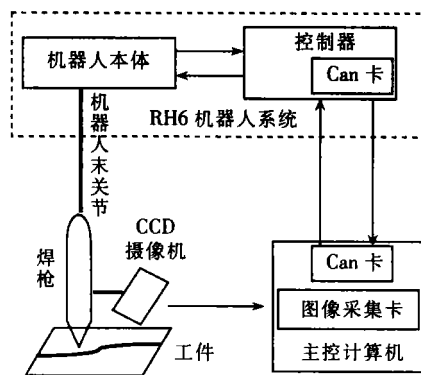 控制器
机器人本体
Can 卡
RH6 机器人系统
机器人末关节
CCD
摄像机
焊枪
Can 卡
图像采集卡
工件
主控计算机